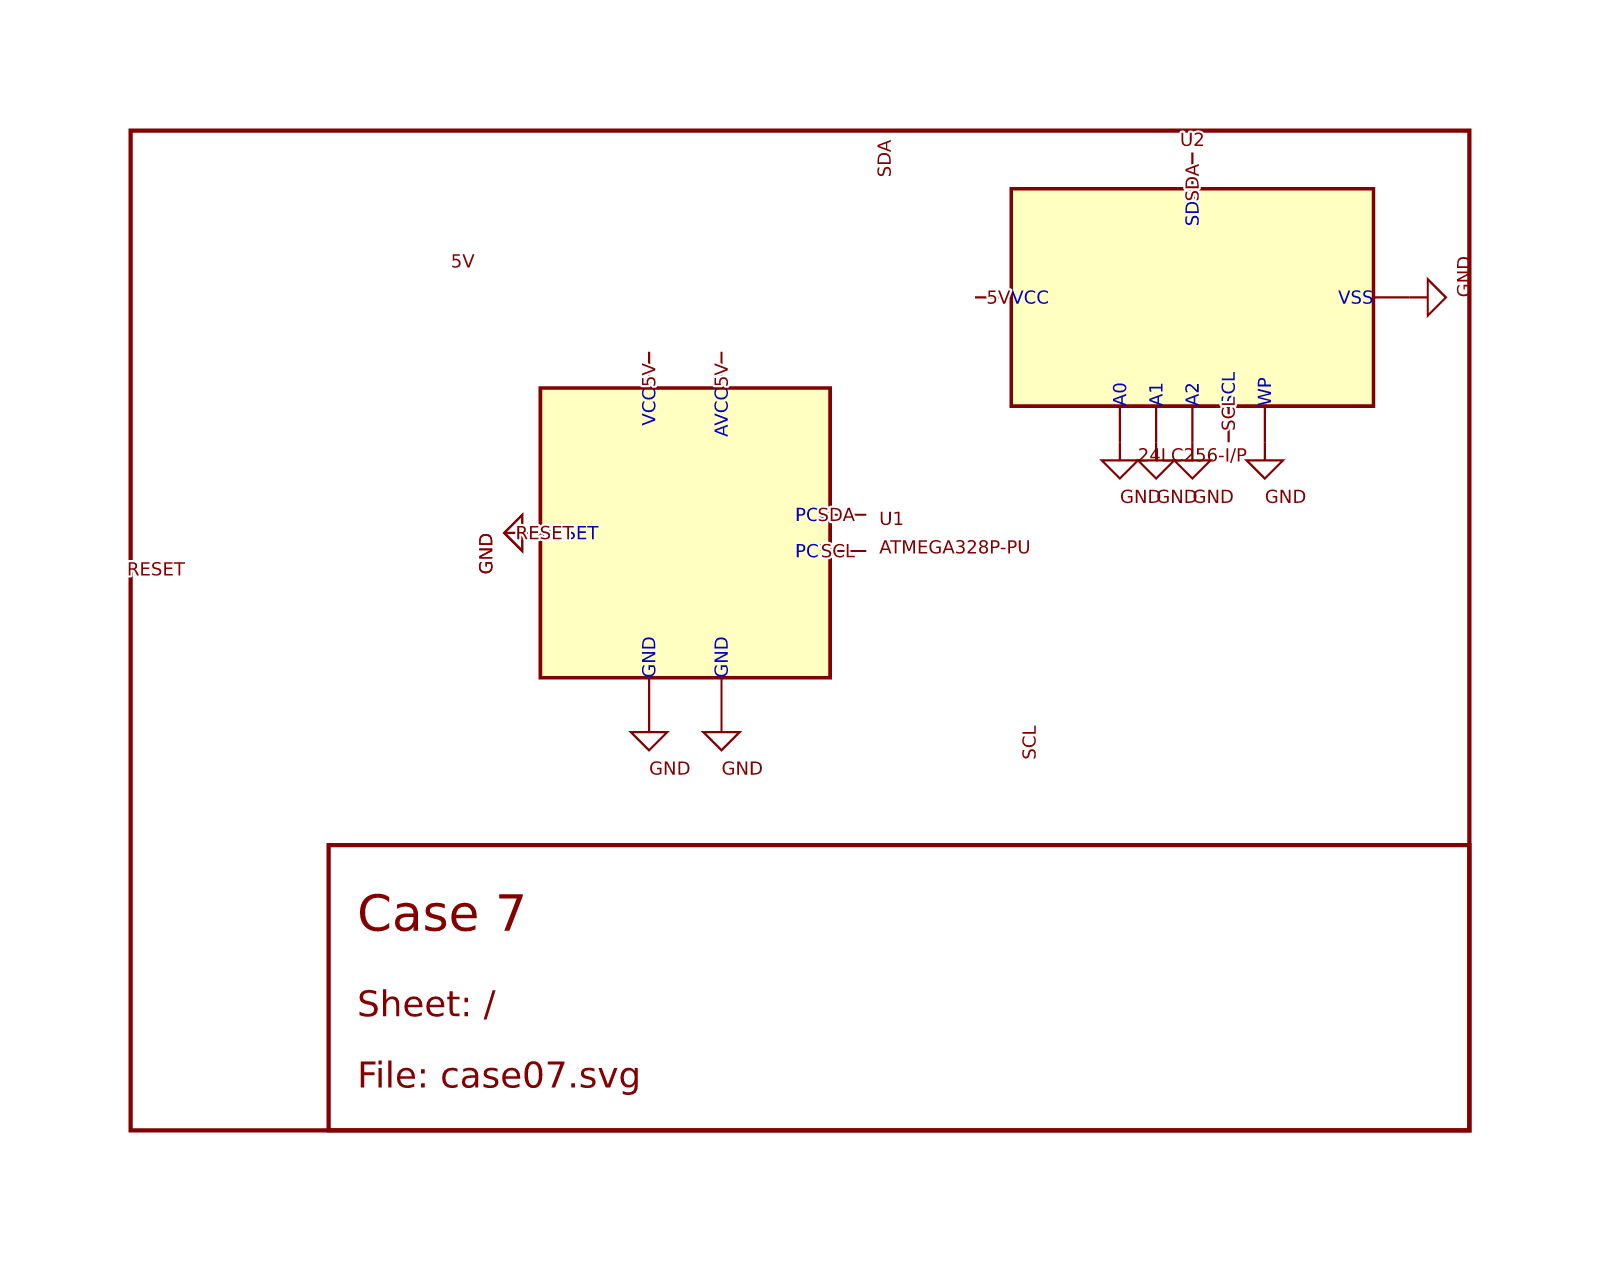 U2
SDA
SDA
SD
5V
GND
5V
VCC
VSS
5V
5V
VCC
AVCC
A0
A1
A2
SCL
WP
SCL
24LC256-I/P
GND
GND
GND
GND
PC
SDA
U1
RESET
GND
PC
SCL
ATMEGA328P-PU
RESET
GND
GND
SCL
GND
GND
Case 7
Sheet: /
File: case07.svg